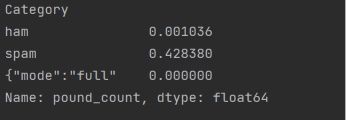 Category
ham               0.001036
spam              0.428380
{"mode":"full"    0.000000
Name: pound_count, dtype: float64